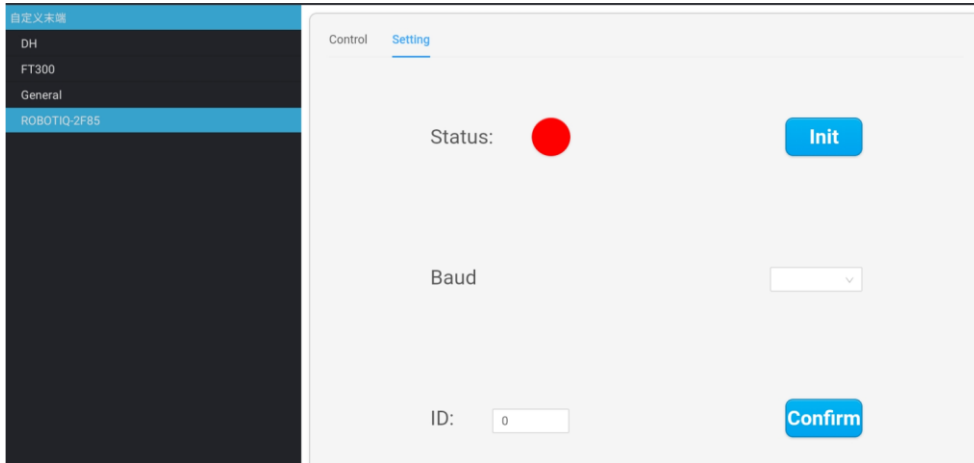 自定义末端
DH
FT300
General
ROBOTIQ-2F85
Control Setting
Status: Init
Baud
ID: 0 Confirm